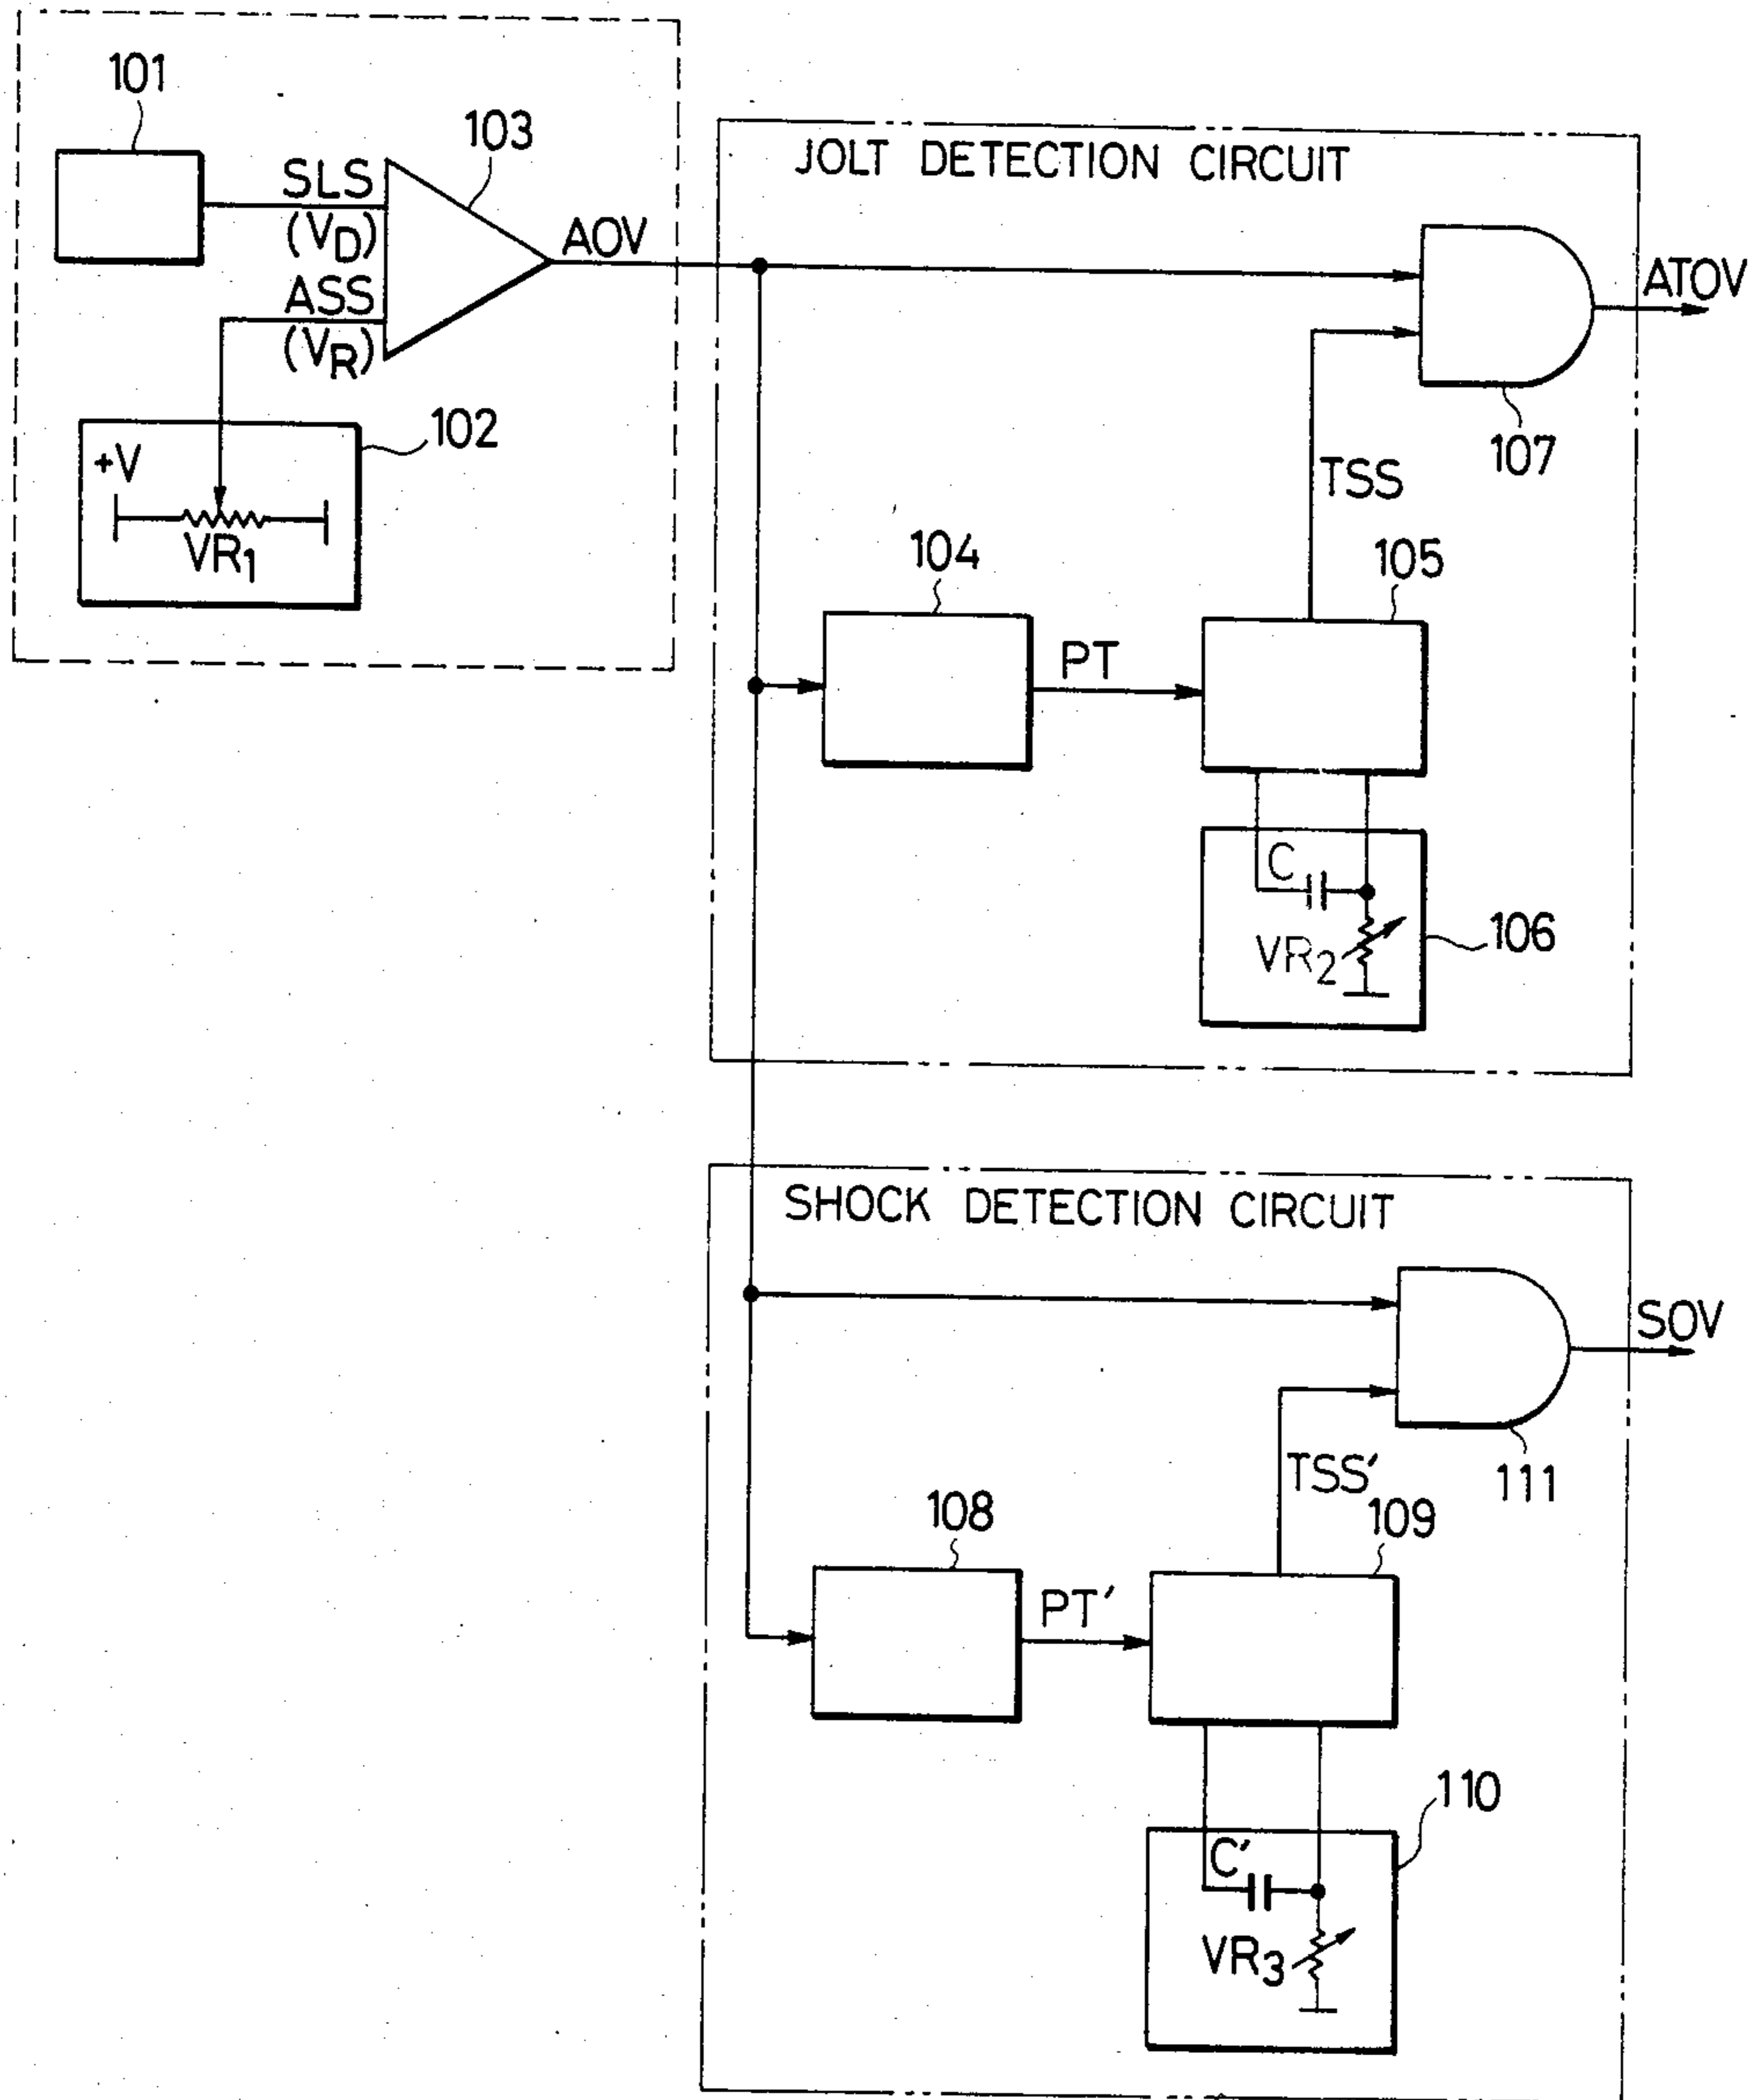 101
103
SLS
(VD)
AOV
ASS
(VR)
102
+V
VR1
JOLT DETECTION CIRCUIT
ATOV
107
TSS
104
105
PT
C
VR2
106
SHOCK DETECTION CIRCUIT
SOV
111
TSS'
108
109
PT'
110
C'
VR3